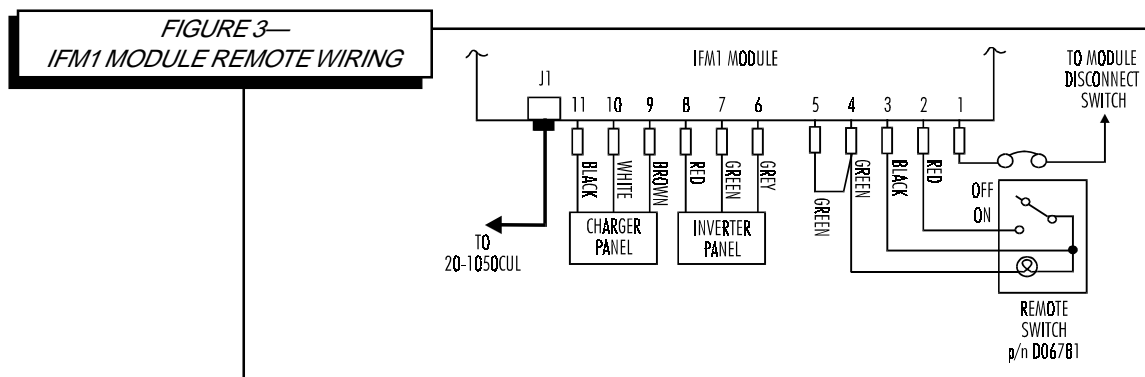 FIGURE 3—
IFM1 MODULE REMOTE WIRING
IFM1 MODULE
TO MODULE
DISCONNECT
SWITCH
J1
11 10 9 8 7 6 5 4 3 2 1
BLACK
WHITE
BROWN
RED
GREEN
GREY
GREEN
GREEN
BLACK
RED
OFF
ON
CHARGER
PANEL
INVERTER
PANEL
TO
20-1050CUL
REMOTE
SWITCH
p/n D06781